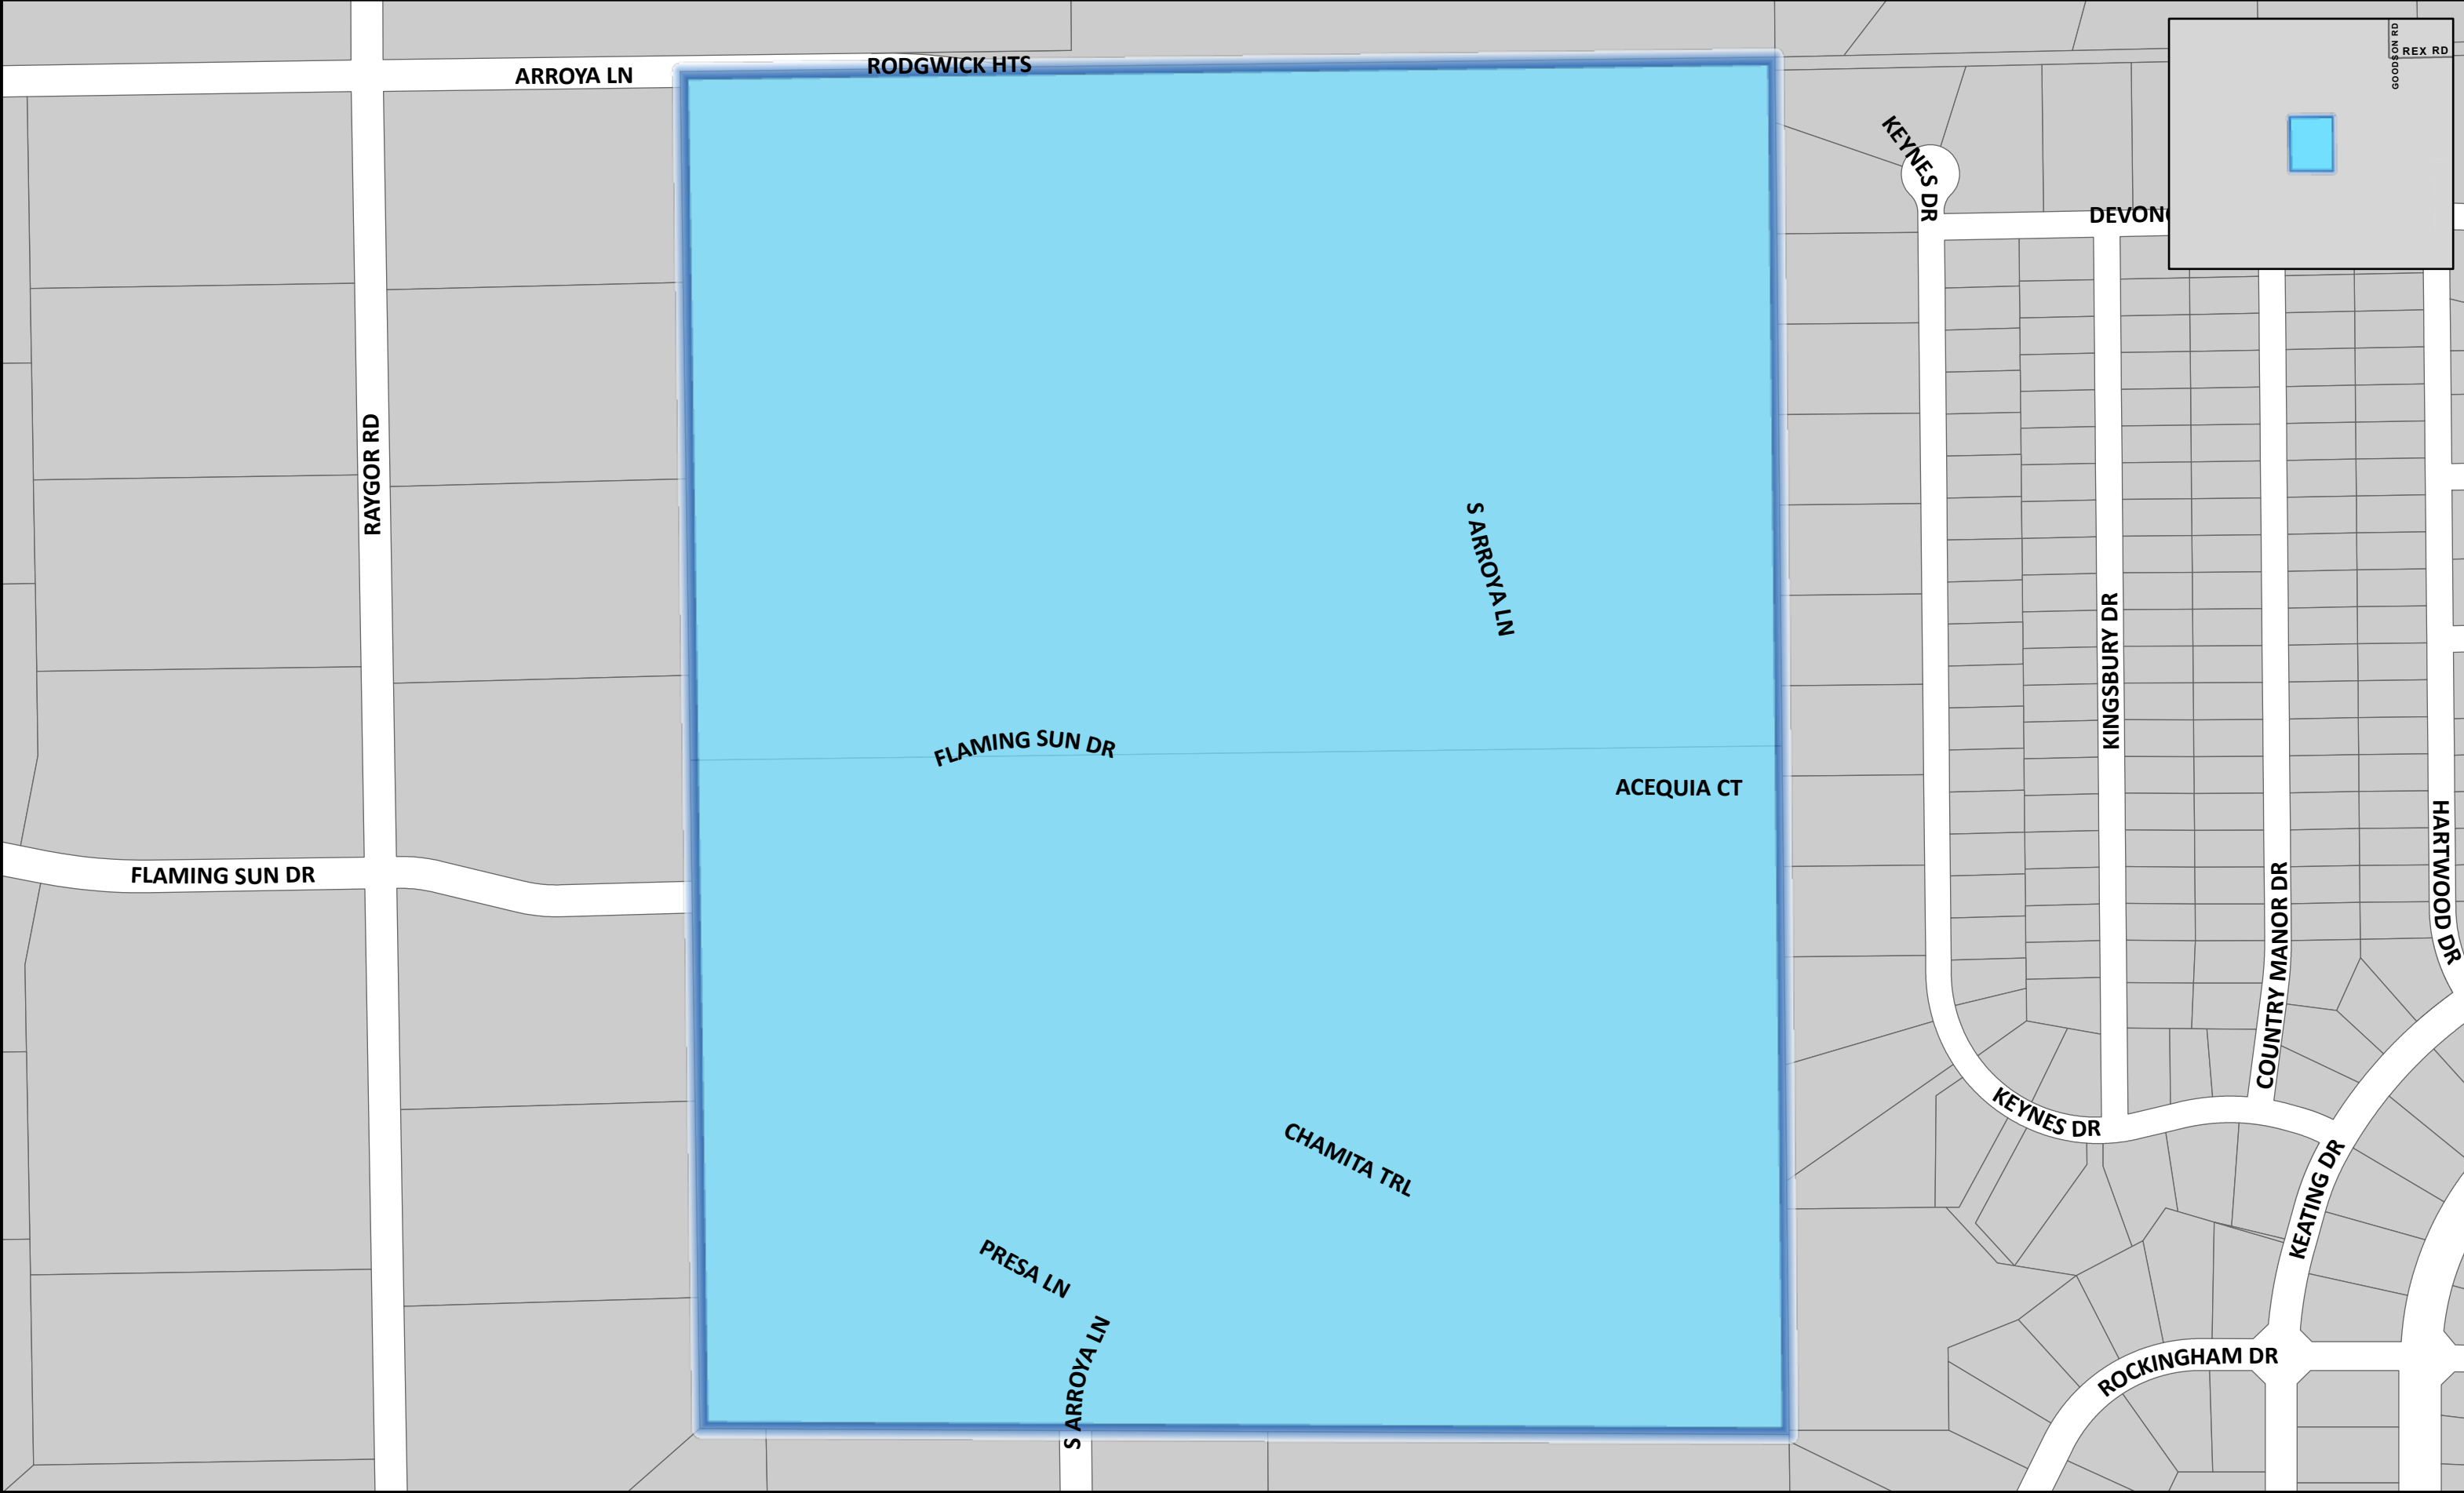 ARROYA LN
RODGWICK HTS
GOODSON RD
REX RD
KEYNES DR
RAYGOR RD
S ARROYA LN
KINGSBURY DR
FLAMING SUN DR
ACEQUIA CT
FLAMING SUN DR
HARTWOOD DR
COUNTRY MANOR DR
KEYNES DR
CHAMITA TRL
KEATING DR
PRESA LN
S ARROYA LN
ROCKINGHAM DR